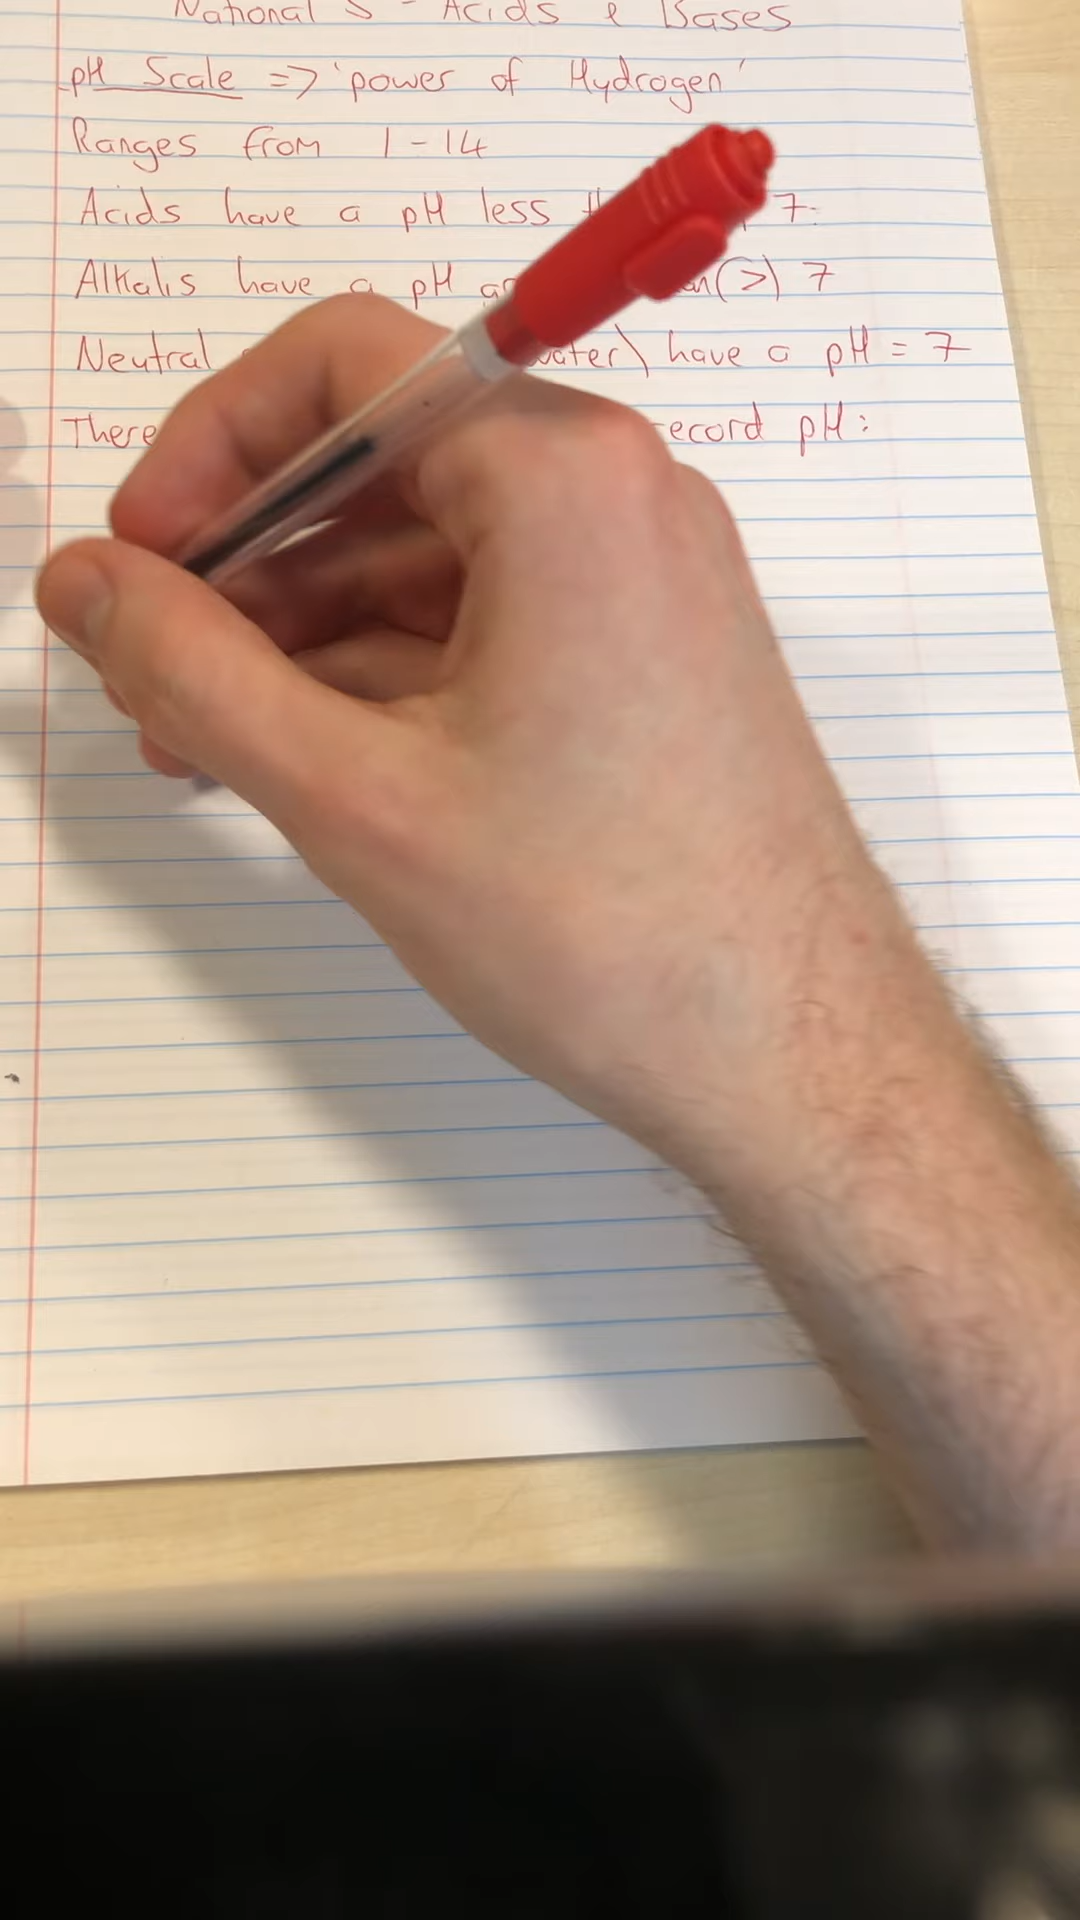 National 5 - Acids & Bases
pH Scale => 'power of Hydrogen'
Ranges from 1 - 14
Acids have a pH less 7.
Alkalis have a pH (>) 7
Neutral water) have a pH = 7
There record pH: